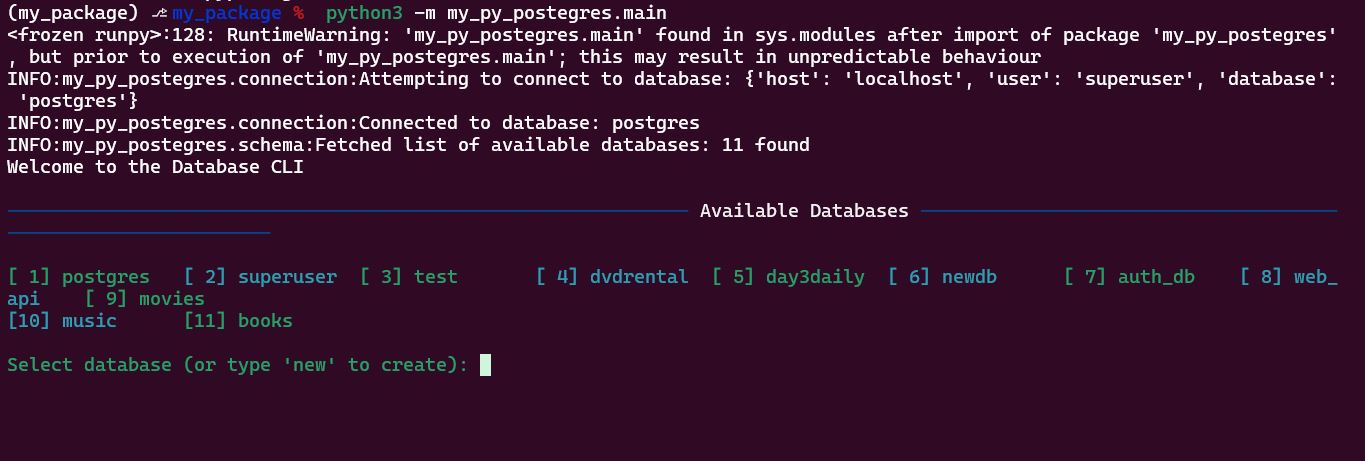 (my_package) my_package % python3 -m my_py_postegres.main
<frozen runpy>:128: RuntimeWarning: 'my_py_postegres.main' found in sys.modules after import of package 'my_py_postegres'
, but prior to execution of 'my_py_postegres.main'; this may result in unpredictable behaviour
INFO:my_py_postegres.connection:Attempting to connect to database: {'host': 'localhost', 'user': 'superuser', 'database':
'postgres'}
INFO:my_py_postegres.connection:Connected to database: postgres
INFO:my_py_postegres.schema:Fetched list of available databases: 11 found
Welcome to the Database CLI
Available Databases
[ 1] postgres [ 2] superuser [ 3] test [ 4] dvdrental [ 5] day3daily [ 6] newdb [ 7] auth_db [ 8] web_
api [ 9] movies
[10] music [11] books
Select database (or type 'new' to create):